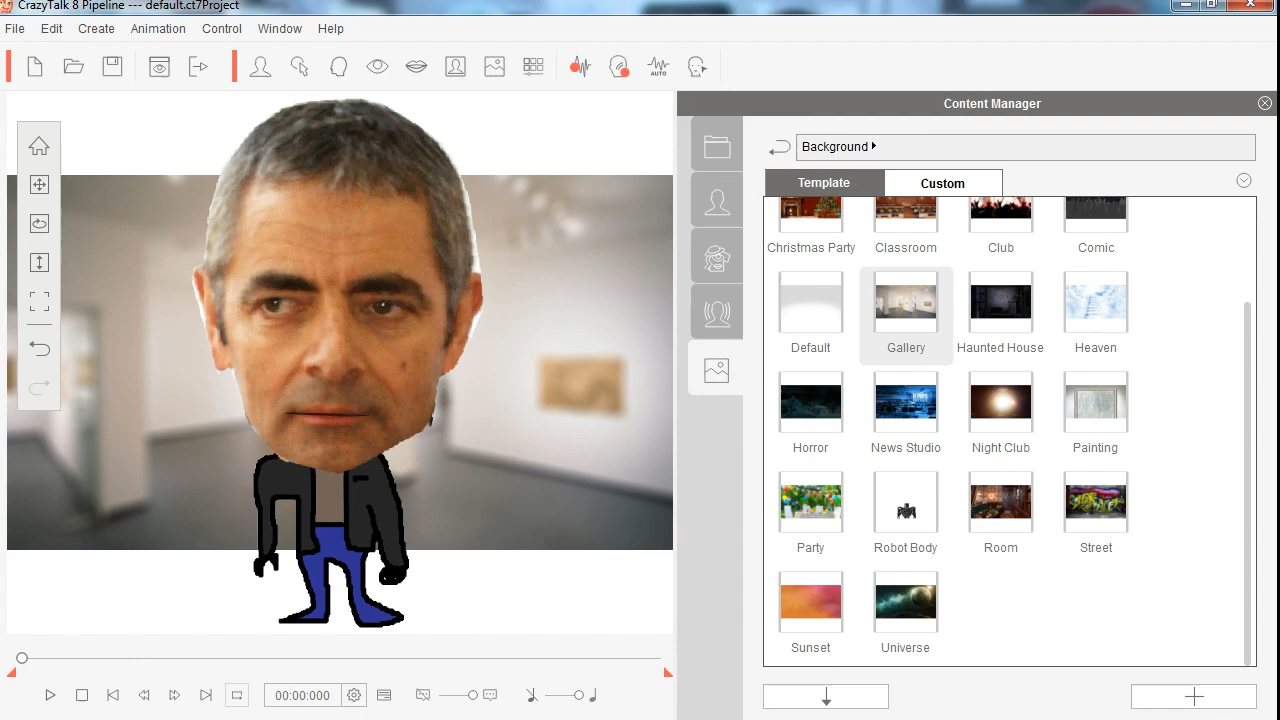 CrazyTalk 8 Pipeline --- default.ct7Project
File Edit Create Animation Control Window Help
AUTO
Content Manager
Background
Template Custom
Christmas Party Classroom Club Comic
Default Gallery Haunted House Heaven
Horror News Studio Night Club Painting
Party Robot Body Room Street
Sunset Universe
00:00:000